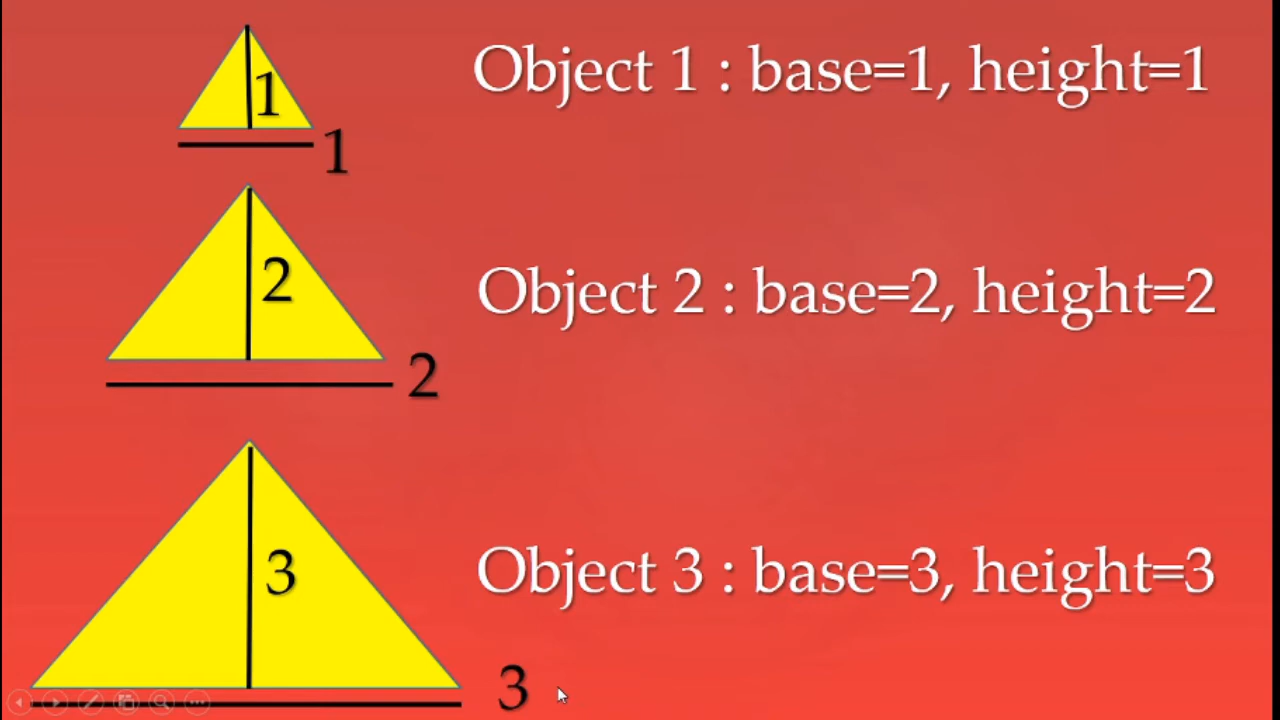 1
Object 1 : base=1, height=1
1
2
Object 2 : base=2, height=2
2
3
Object 3 : base=3, height=3
3